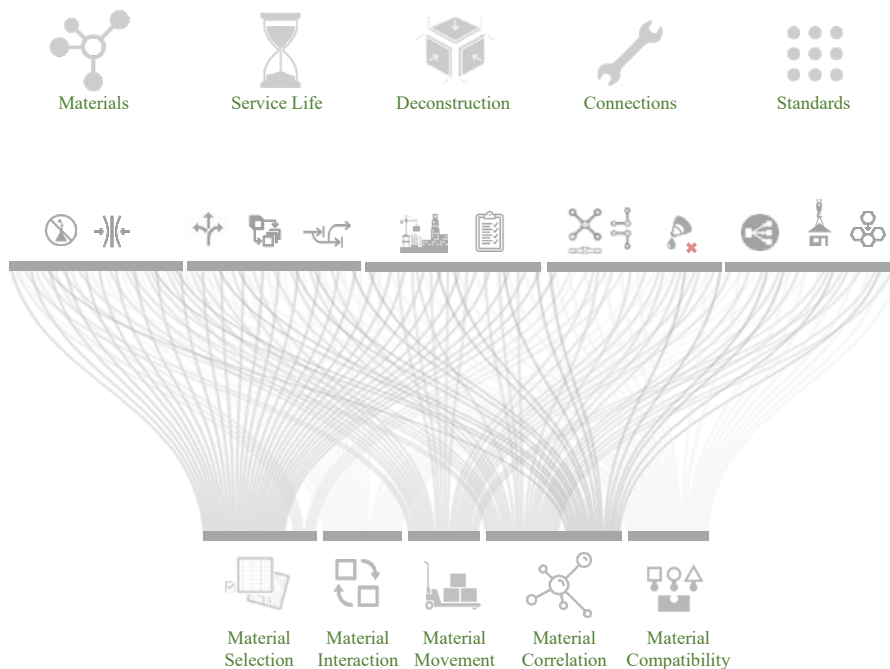 Materials
Service Life
Deconstruction
Connections
Standards
Material
Selection
Material
Interaction
Material
Movement
Material
Correlation
Material
Compatibility